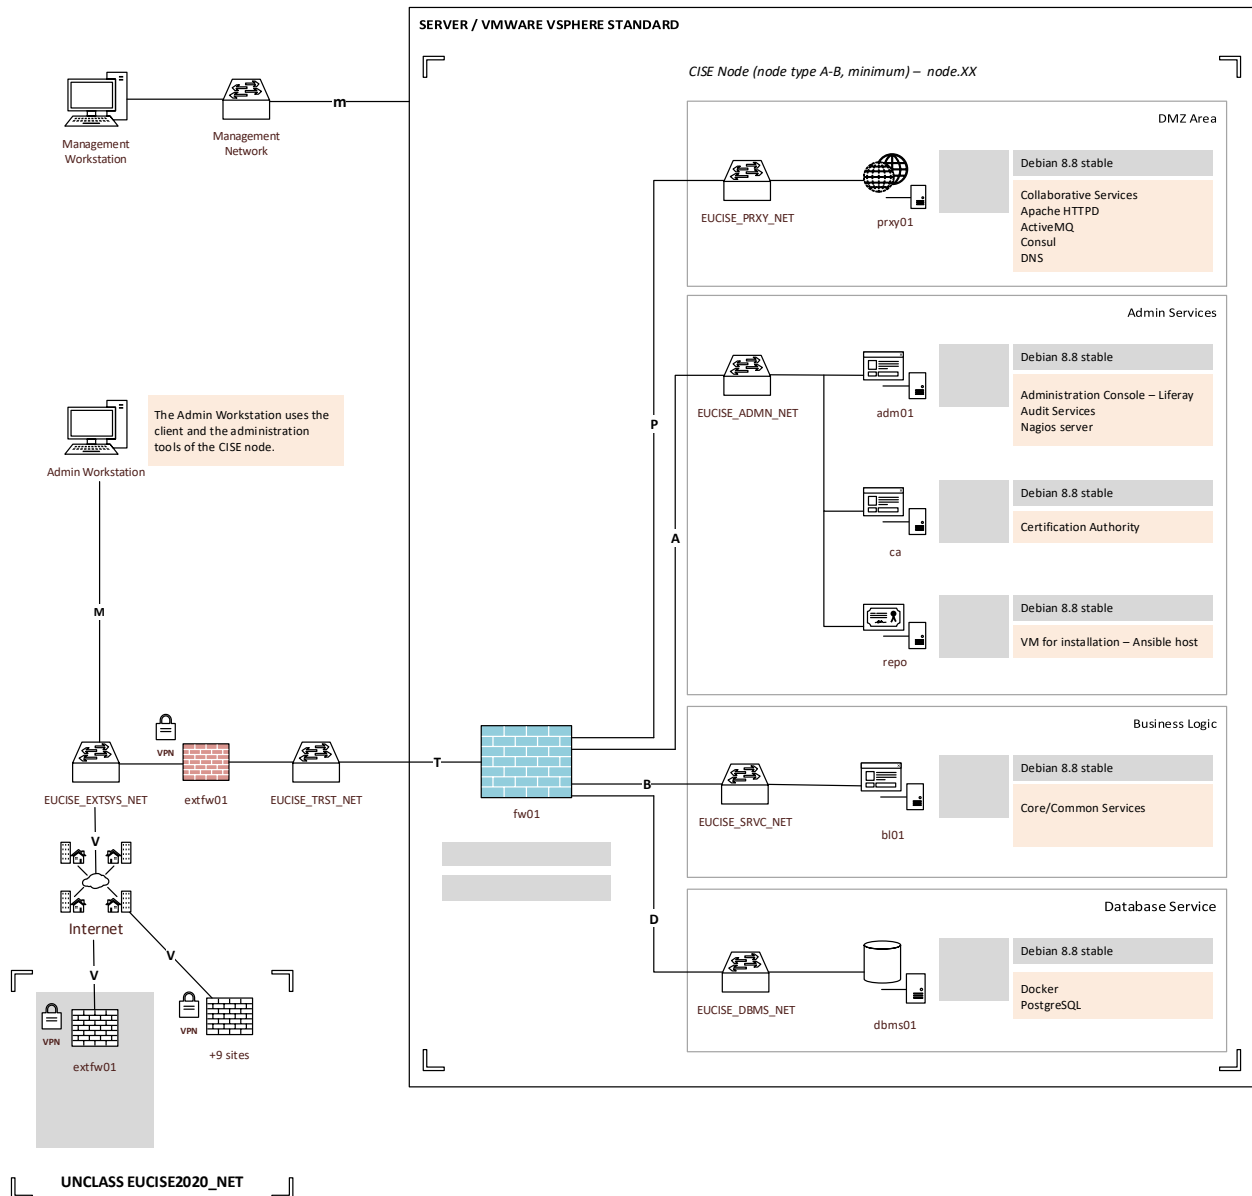 SERVER / VMWARE VSPHERE STANDARD
CISE Node (node type A-B, minimum) – node.XX
Management
Workstation
Management
Network
m
DMZ Area
EUCISE_PRXY_NET
prxy01
Debian 8.8 stable
Collaborative Services
Apache HTTPD
ActiveMQ
Consul
DNS
Admin Services
EUCISE_ADMN_NET
adm01
Debian 8.8 stable
Administration Console – Liferay
Audit Services
Nagios server
ca
Debian 8.8 stable
Certification Authority
repo
Debian 8.8 stable
VM for installation – Ansible host
P
A
Admin Workstation
The Admin Workstation uses the
client and the administration
tools of the CISE node.
M
EUCISE_EXTSYS_NET
VPN
extfw01
EUCISE_TRST_NET
T
fw01
B
D
Business Logic
EUCISE_SRVC_NET
bl01
Debian 8.8 stable
Core/Common Services
Database Service
EUCISE_DBMS_NET
dbms01
Debian 8.8 stable
Docker
PostgreSQL
V
Internet
V
V
VPN
extfw01
VPN
+9 sites
UNCLASS EUCISE2020_NET